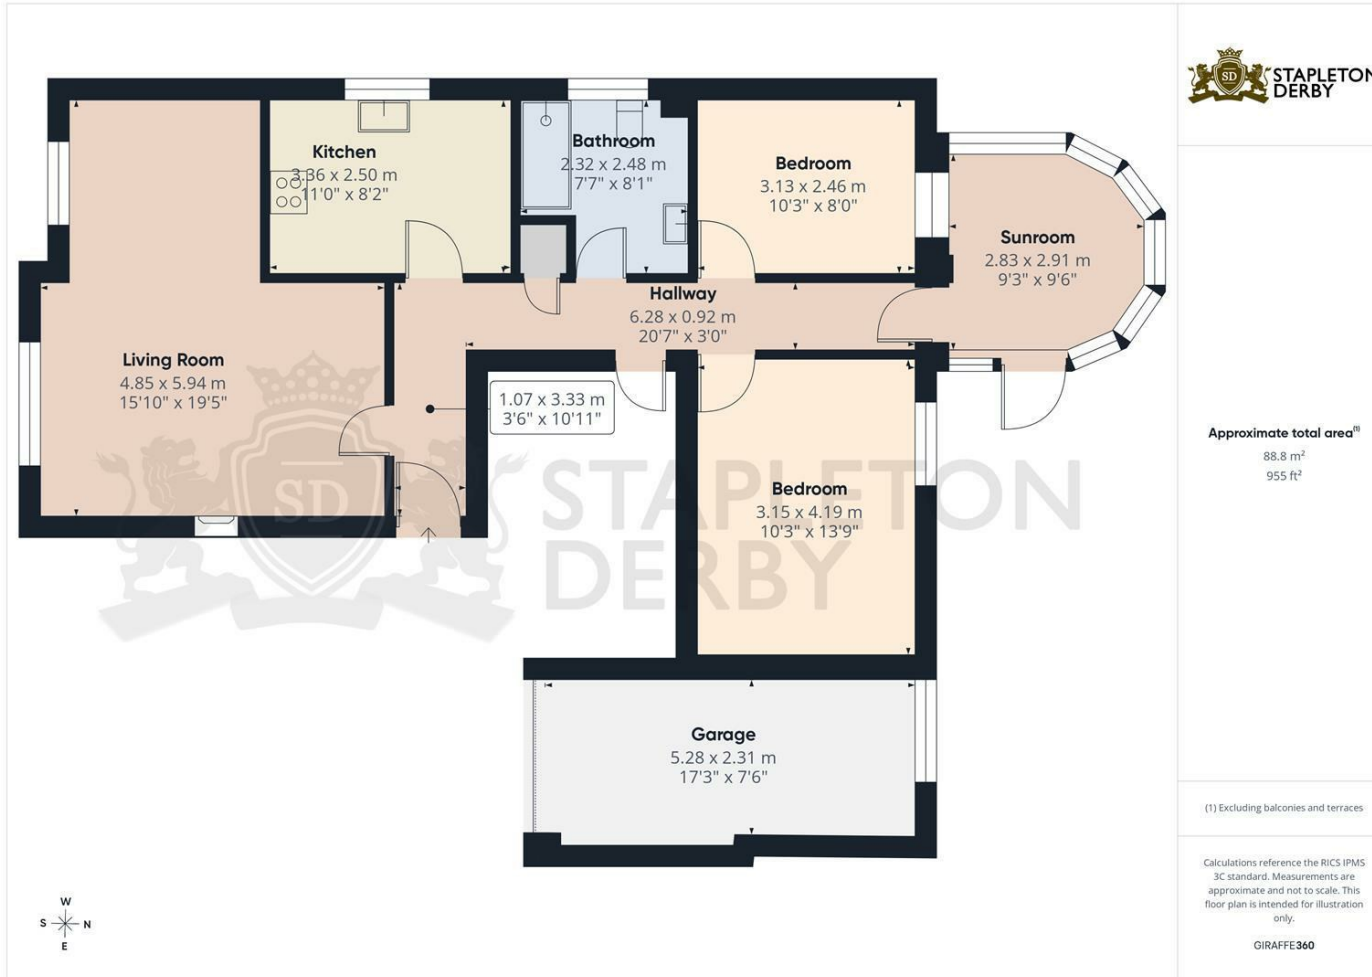 Kitchen
3.36 x 2.50 m
11'0" x 8'2"
Bathroom
2.32 x 2.48 m
7'7" x 8'1"
Bedroom
3.13 x 2.46 m
10'3" x 8'0"
Sunroom
2.83 x 2.91 m
9'3" x 9'6"
Hallway
6.28 x 0.92 m
20'7" x 3'0"
Living Room
4.85 x 5.94 m
15'10" x 19'5"
1.07 x 3.33 m
3'6" x 10'11"
Bedroom
3.15 x 4.19 m
10'3" x 13'9"
SD
STAPLETON
DERBY
Garage
5.28 x 2.31 m
17'3" x 7'6"
W
S N
E
SD
STAPLETON
DERBY
Approximate total area(1)
88.8 m²
955 ft²
(1) Excluding balconies and terraces
Calculations reference the RICS IPMS
3C standard. Measurements are
approximate and not to scale. This
floor plan is intended for illustration
only.
GIRAFFE360